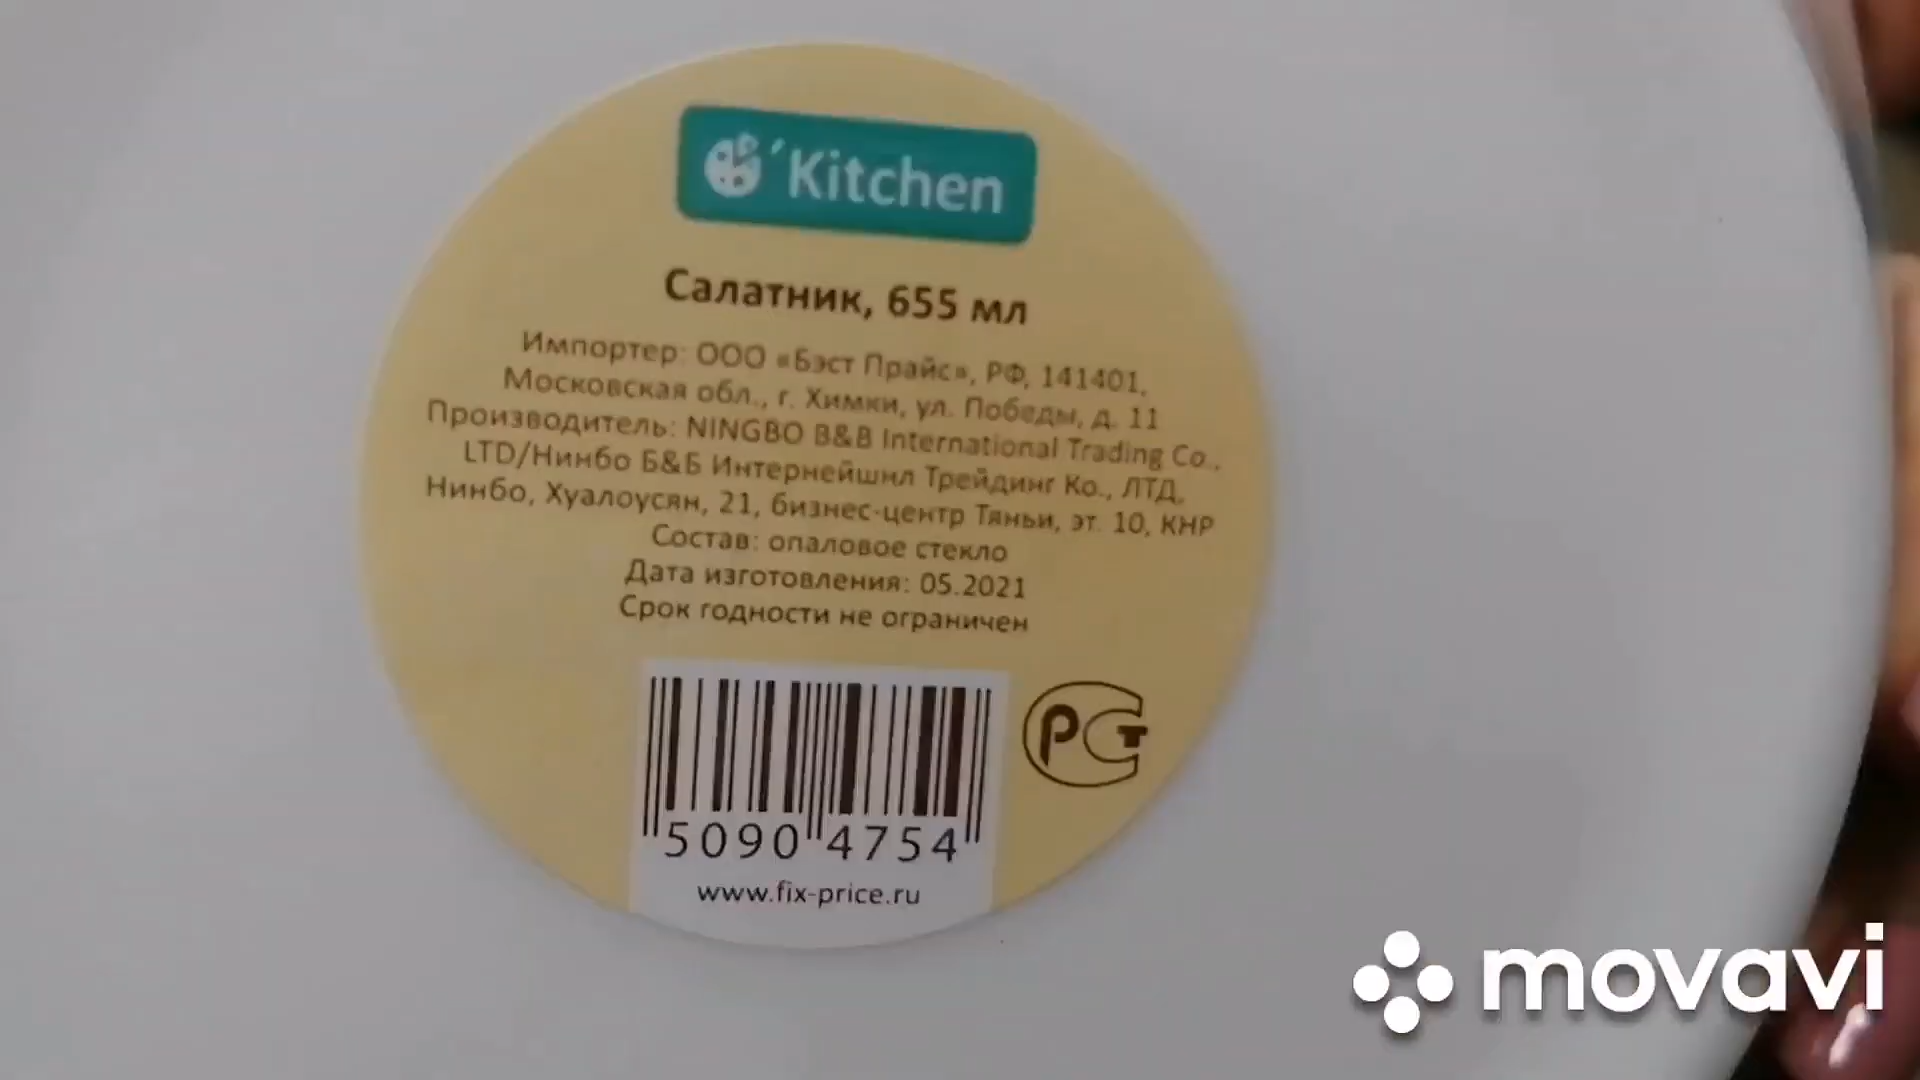 'Kitchen
Салатник, 655 мл
Импортер: ООО «Бэст Прайс», РФ, 141401,
Московская обл., г. Химки, ул. Победы, д. 11
Производитель: NINGBO B&B International Trading Co.,
LTD/Нинбо Б&Б Интернейшнл Трейдинг Ко., ЛТД,
Нинбо, Хуалоусян, 21, бизнес-центр Тяньи, эт. 10, КНР
Состав: опаловое стекло
Дата изготовления: 05.2021
Срок годности не ограничен
РСТ
5090 4754
www.fix-price.ru
movavi